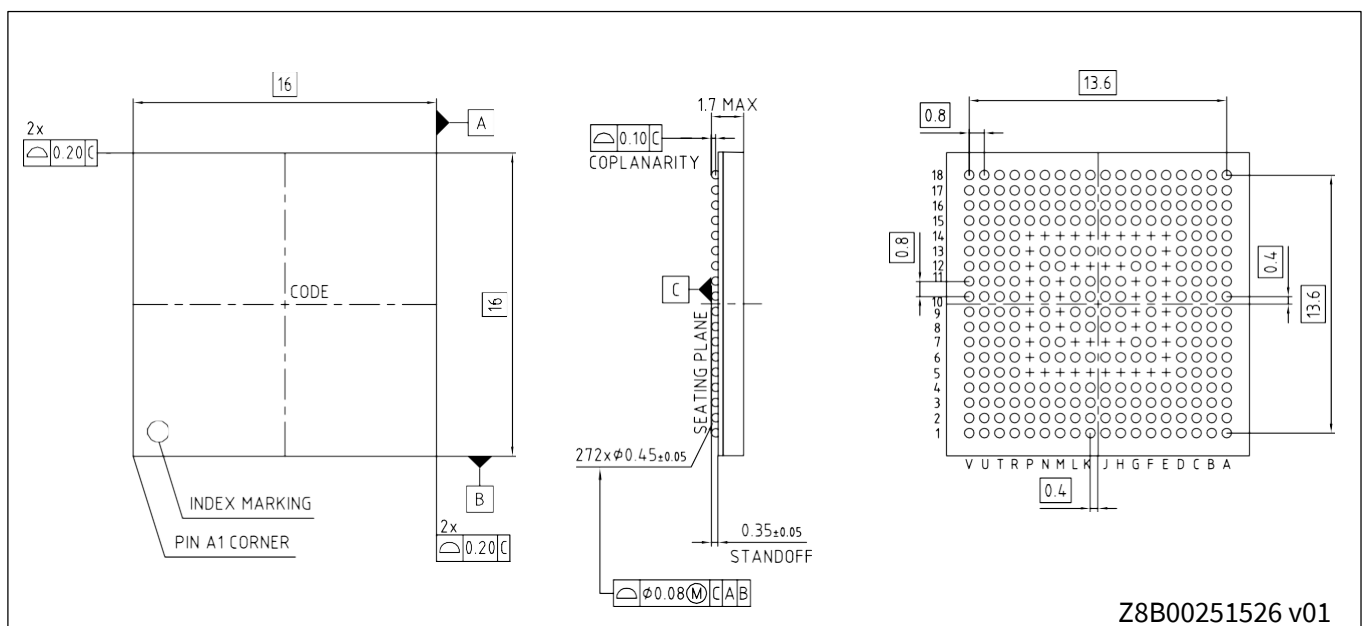 16
A
2x
0.20 C
CODE
16
INDEX MARKING
PIN A1 CORNER
B
2x
0.20 C
1.7 MAX
0.10 C
COPLANARITY
C
SEATING PLANE
272xφ0.45±0.05
0.35±0.05
STANDOFF
φ0.08 Ⓜ C A B
13.6
0.8
18
17
16
15
14
13
12
11
10
9
8
7
6
5
4
3
2
1
0.8
0.4
13.6
V U T R P N M L K J H G F E D C B A
0.4
Z8B00251526 v01